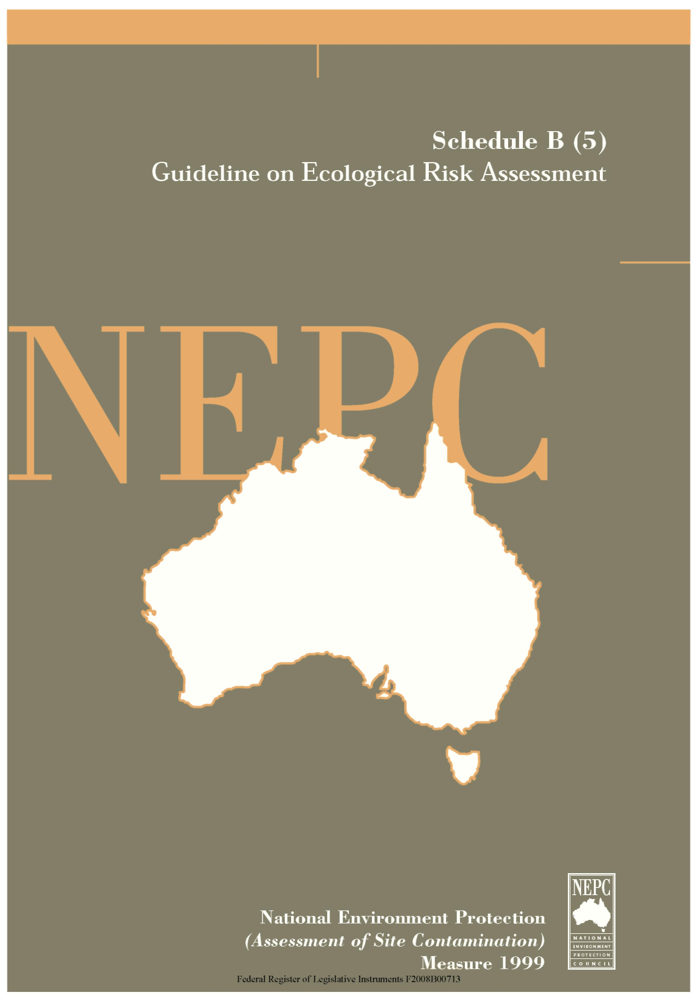 Schedule B (5)
Guideline on Ecological Risk Assessment
NEPC
NEPC
NATIONAL
ENVIRONMENT
PROTECTION
COUNCIL
National Environment Protection
(Assessment of Site Contamination)
Measure 1999
Federal Register of Legislative Instruments F2008B00713